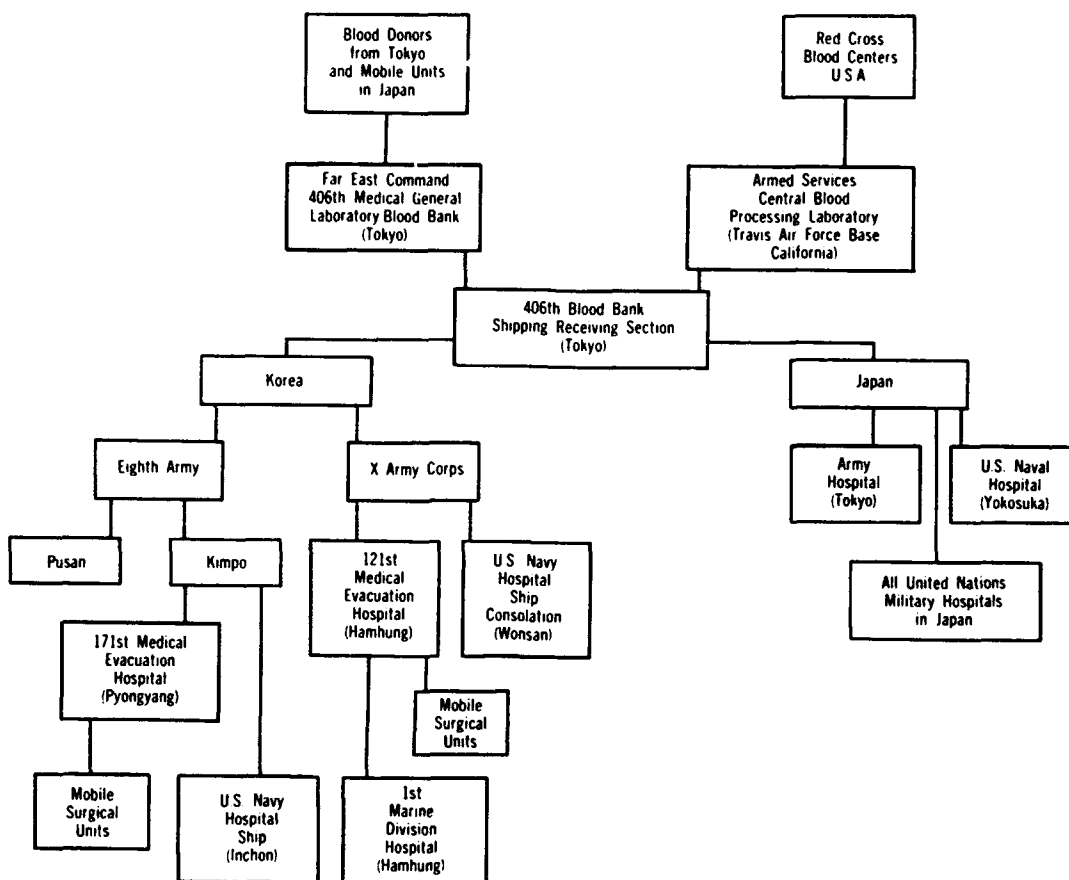 Blood Donors
from Tokyo
and Mobile Units
in Japan
Red Cross
Blood Centers
U S A
Far East Command
406th Medical General
Laboratory Blood Bank
(Tokyo)
Armed Services
Central Blood
Processing Laboratory
(Travis Air Force Base
California)
406th Blood Bank
Shipping Receiving Section
(Tokyo)
Korea
Japan
Eighth Army
X Army Corps
Army
Hospital
(Tokyo)
U.S. Naval
Hospital
(Yokosuka)
Pusan
Kimpo
121st
Medical
Evacuation
Hospital
(Hamhung)
U S Navy
Hospital
Ship
Consolation
(Wonsan)
All United Nations
Military Hospitals
in Japan
171st Medical
Evacuation
Hospital
(Pyongyang)
Mobile
Surgical
Units
Mobile
Surgical
Units
U.S. Navy
Hospital
Ship
(Inchon)
1st
Marine
Division
Hospital
(Hamhung)